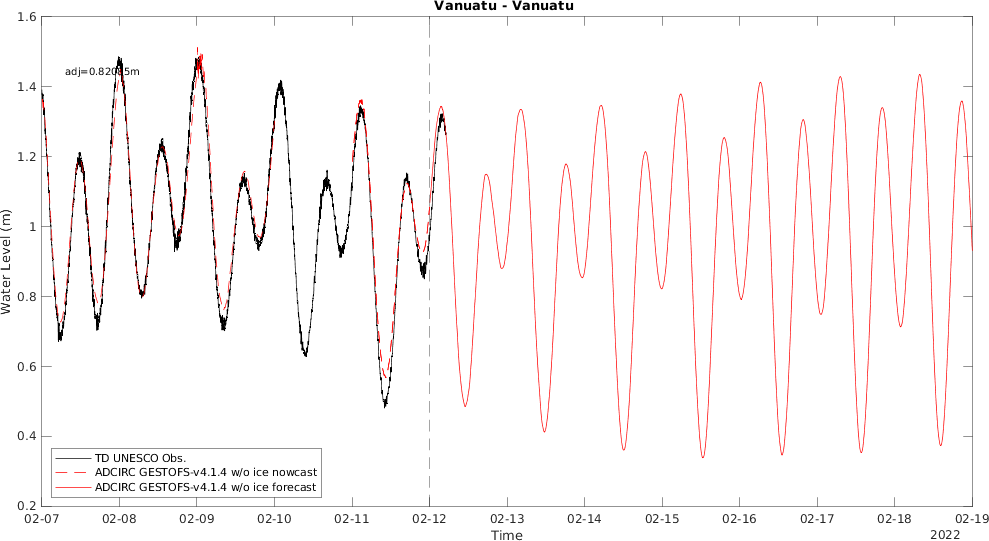 Vanuatu - Vanuatu
1.6
1.4
1.2
1
0.8
0.6
0.4
0.2
Water Level (m)
TD UNESCO Obs.
ADCIRC GESTOFS-v4.1.4 w/o ice nowcast
ADCIRC GESTOFS-v4.1.4 w/o ice forecast
02-07 02-08 02-09 02-10 02-11 02-12 02-13 02-14 02-15 02-16 02-17 02-18 02-19
Time
2022